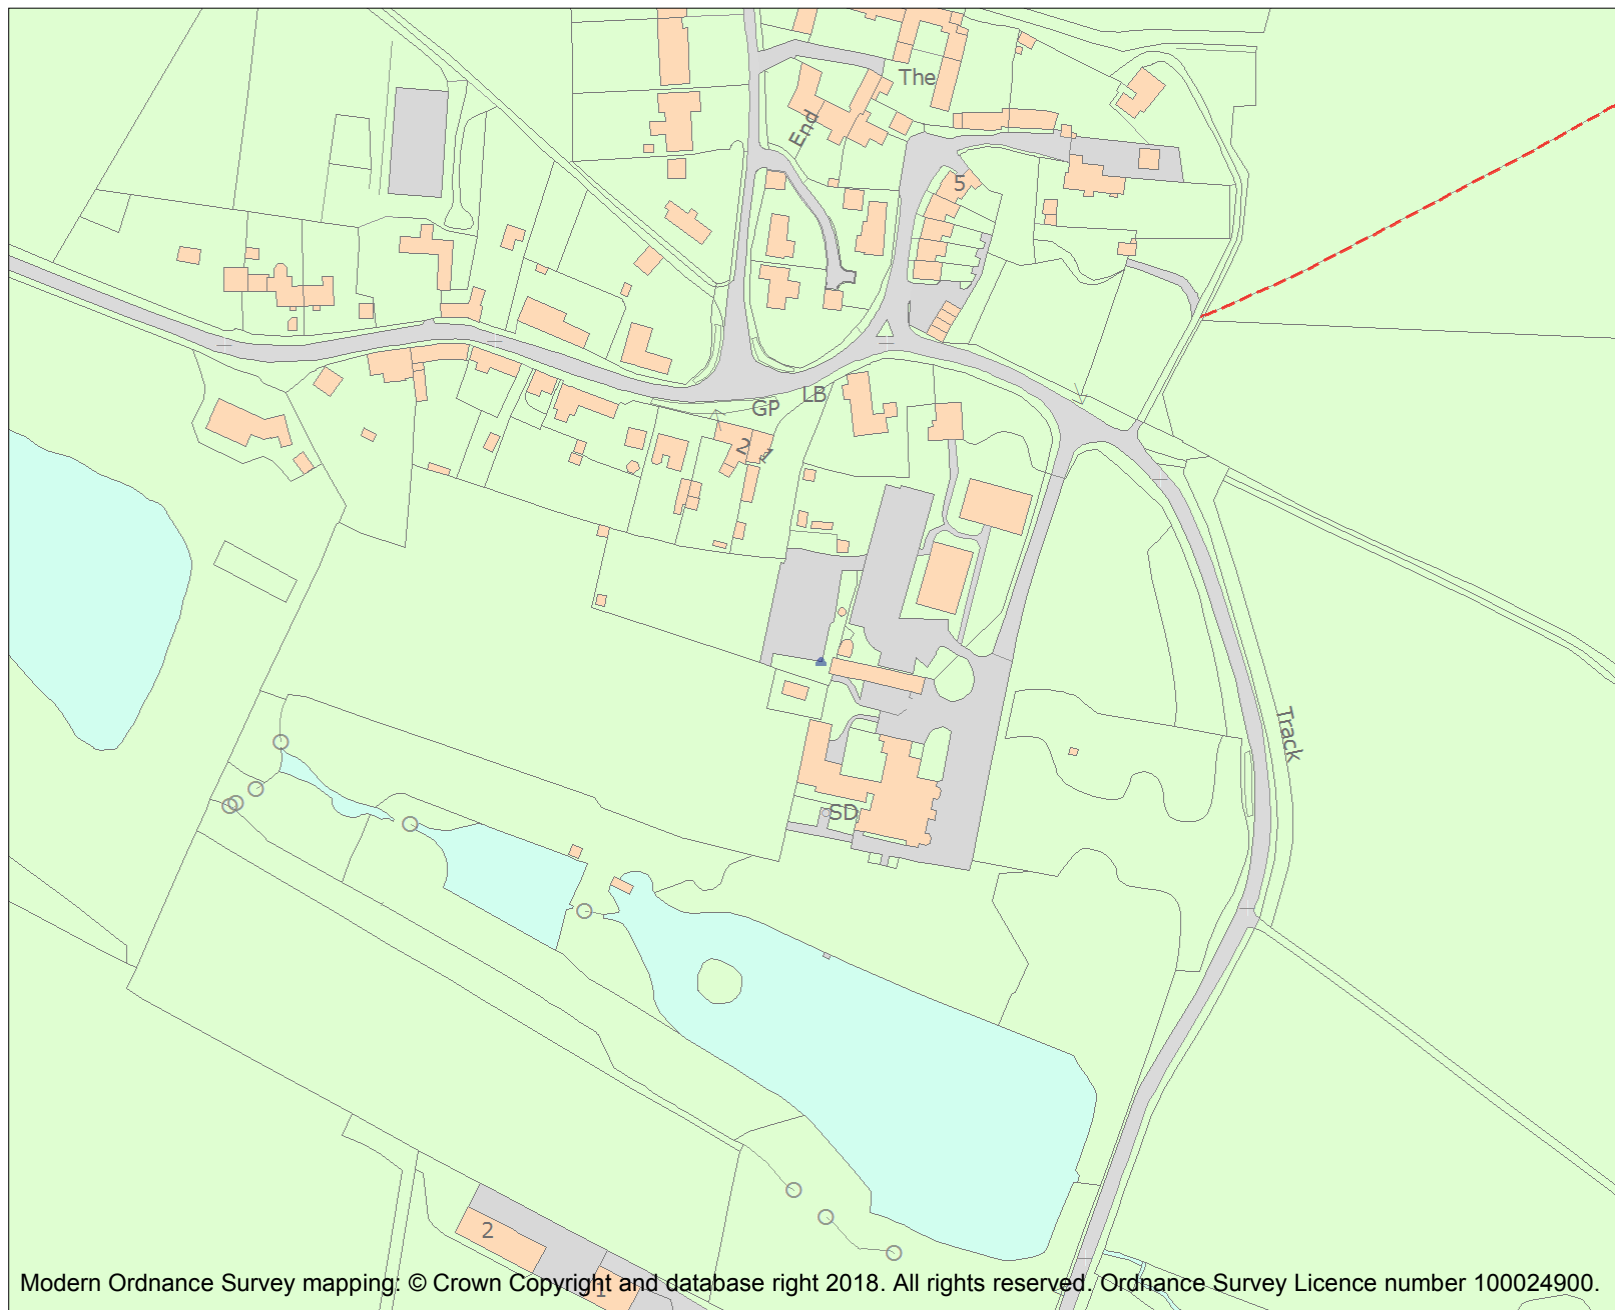 The
End
5
GP
LB
2
1
Track
SD
2
1
Modern Ordnance Survey mapping: © Crown Copyright and database right 2018. All rights reserved. Ordnance Survey Licence number 100024900.